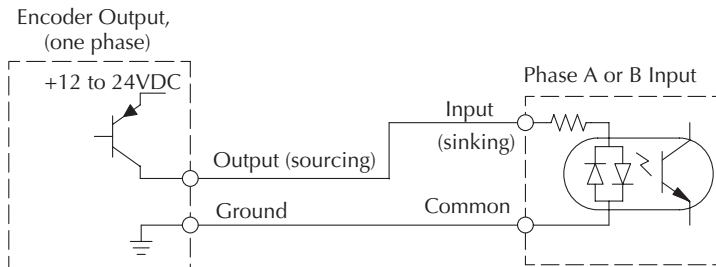 Encoder Output,
(one phase)
+12 to 24VDC
Phase A or B Input
Input
(sinking)
Output (sourcing)
Ground
Common